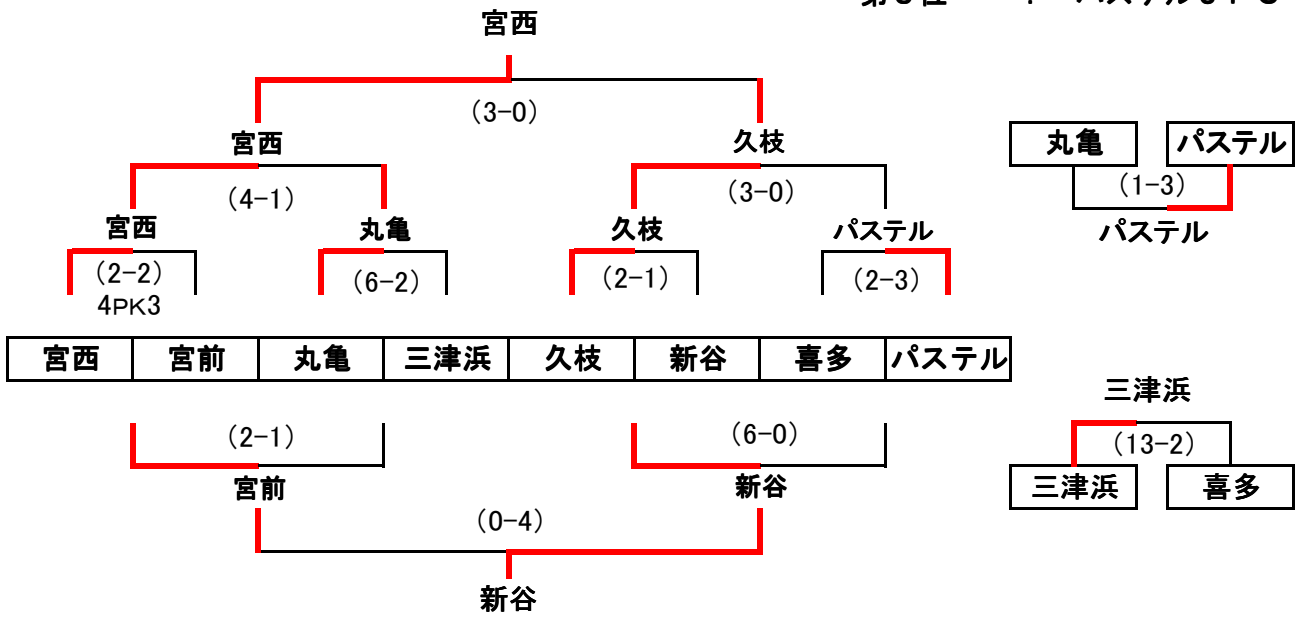 宮西
(3-0)
宮西 久枝
丸亀 パステル
(4-1) (3-0) (1-3)
宮西 丸亀 久枝 パステル パステル
(2-2) (6-2) (2-1) (2-3)
4PK3
宮西 宮前 丸亀 三津浜 久枝 新谷 喜多 パステル
三津浜
(2-1) (6-0) (13-2)
宮前 新谷 三津浜 喜多
(0-4)
新谷